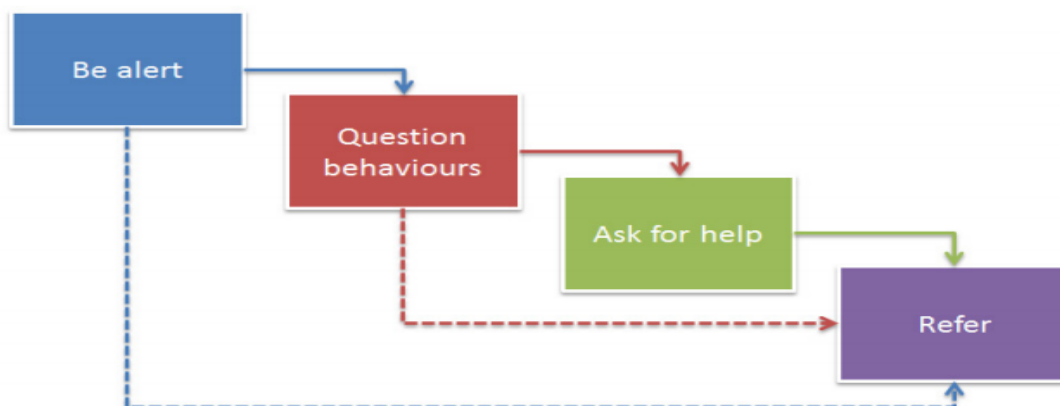 Be alert
Question
behaviours
Ask for help
Refer